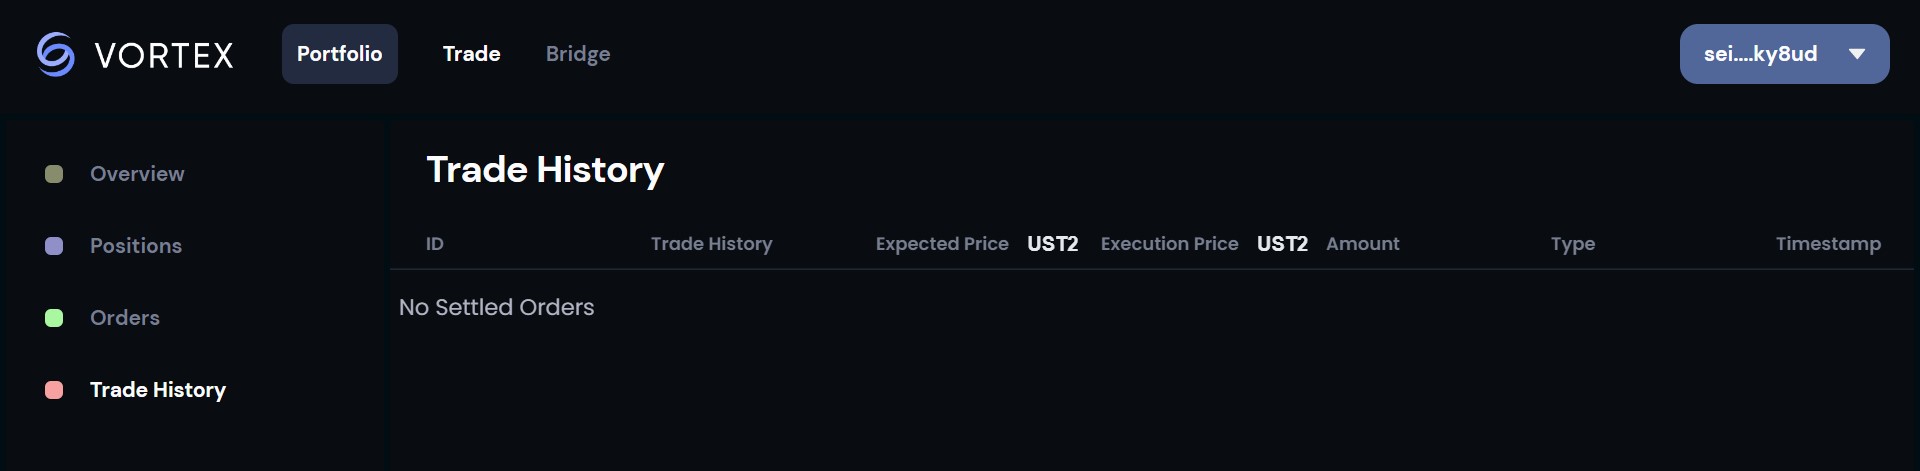 VORTEX Portfolio Trade Bridge sei....ky8ud
Overview
Positions
Orders
Trade History
Trade History
ID Trade History Expected Price UST2 Execution Price UST2 Amount Type Timestamp
No Settled Orders